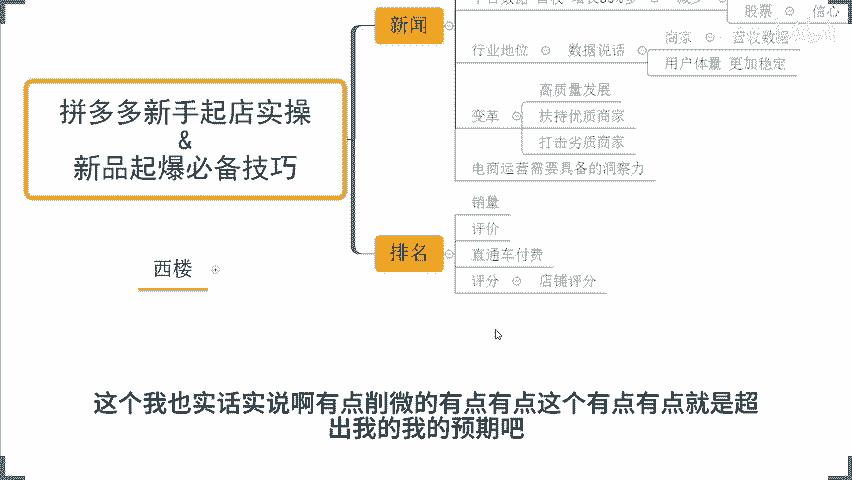 股票
信心
新闻
行业地位
数据说话
商家
营收数据
用户体量 更加稳定
变革
高质量发展
扶持优质商家
打击劣质商家
电商运营需要具备的洞察力
拼多多新手起店实操
&
新品起爆必备技巧
排名
销量
评价
直通车付费
评分
店铺评分
西楼
这个我也实话实说啊有点削微的有点有点这个有点有点就是超
出我的我的预期吧